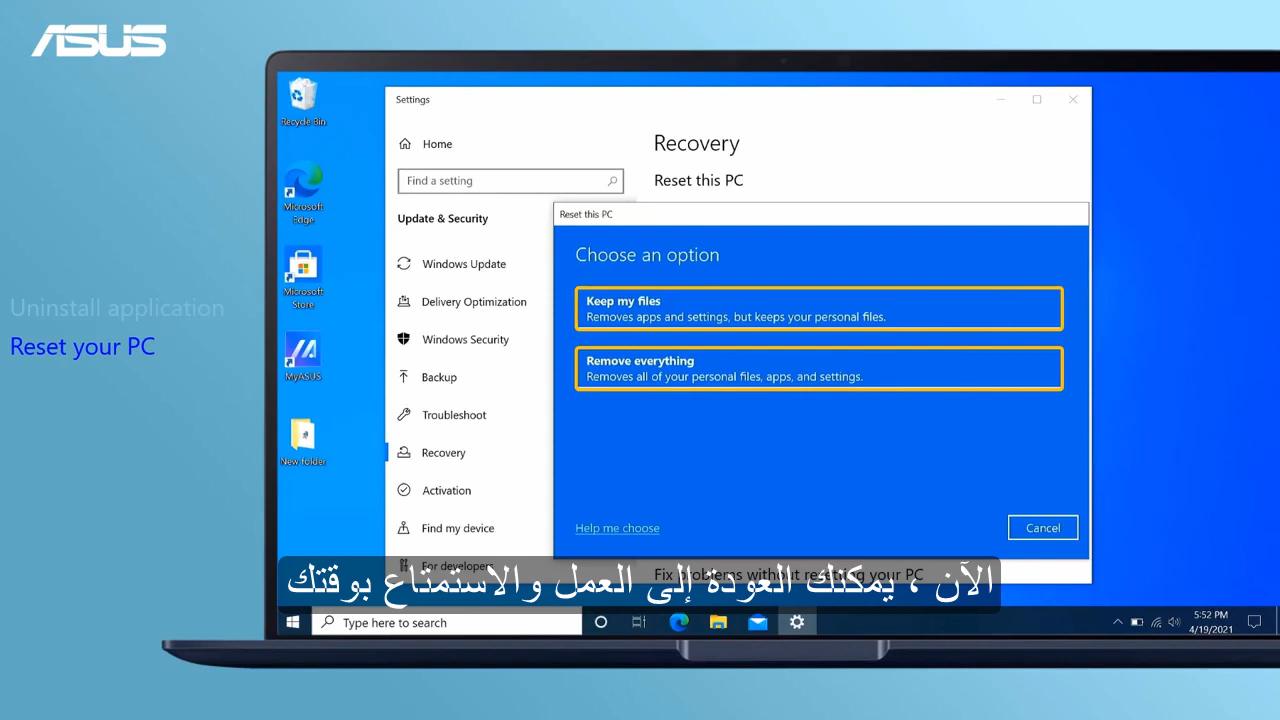 ASUS
Uninstall application
Reset your PC
Recycle Bin
Microsoft
Edge
Microsoft
Store
MyASUS
New folder
Settings
Home
Find a setting
Update & Security
Windows Update
Delivery Optimization
Windows Security
Backup
Troubleshoot
Recovery
Activation
Find my device
For developers
Recovery
Reset this PC
Reset this PC
Choose an option
Keep my files
Removes apps and settings, but keeps your personal files.
Remove everything
Removes all of your personal files, apps, and settings.
Help me choose
Cancel
Fix problems without resetting your PC
الآن ، يمكنك العودة إلى العمل والاستمتاع بوقتك
Type here to search
5:52 PM
4/19/2021